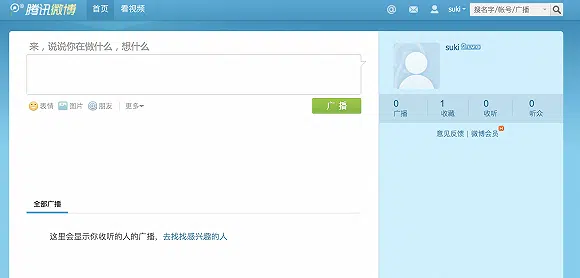 腾讯微博 首页 看视频 suki 搜名字/帐号/广播
来，说说你在做什么，想什么
suki
表情 图片 朋友 更多 广播
0 1 0 0
广播 收藏 收听 听众
意见反馈 | 微博会员
全部广播
这里会显示你收听的人的广播，去找找感兴趣的人